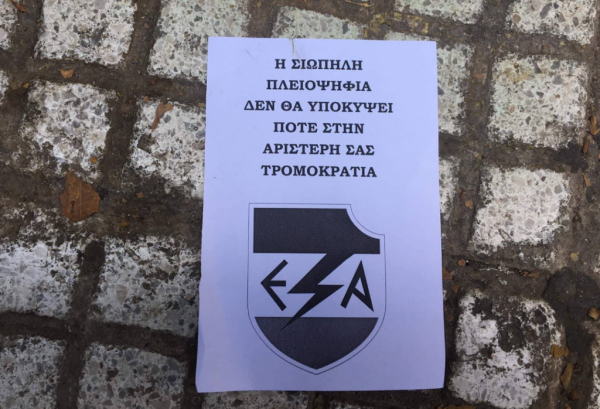 Η ΣΙΩΠΗΛΗ
ΠΛΕΙΟΨΗΦΙΑ
ΔΕΝ ΘΑ ΥΠΟΚΥΨΕΙ
ΠΟΤΕ ΣΤΗΝ
ΑΡΙΣΤΕΡΗ ΣΑΣ
ΤΡΟΜΟΚΡΑΤΙΑ
ΕΣΑ